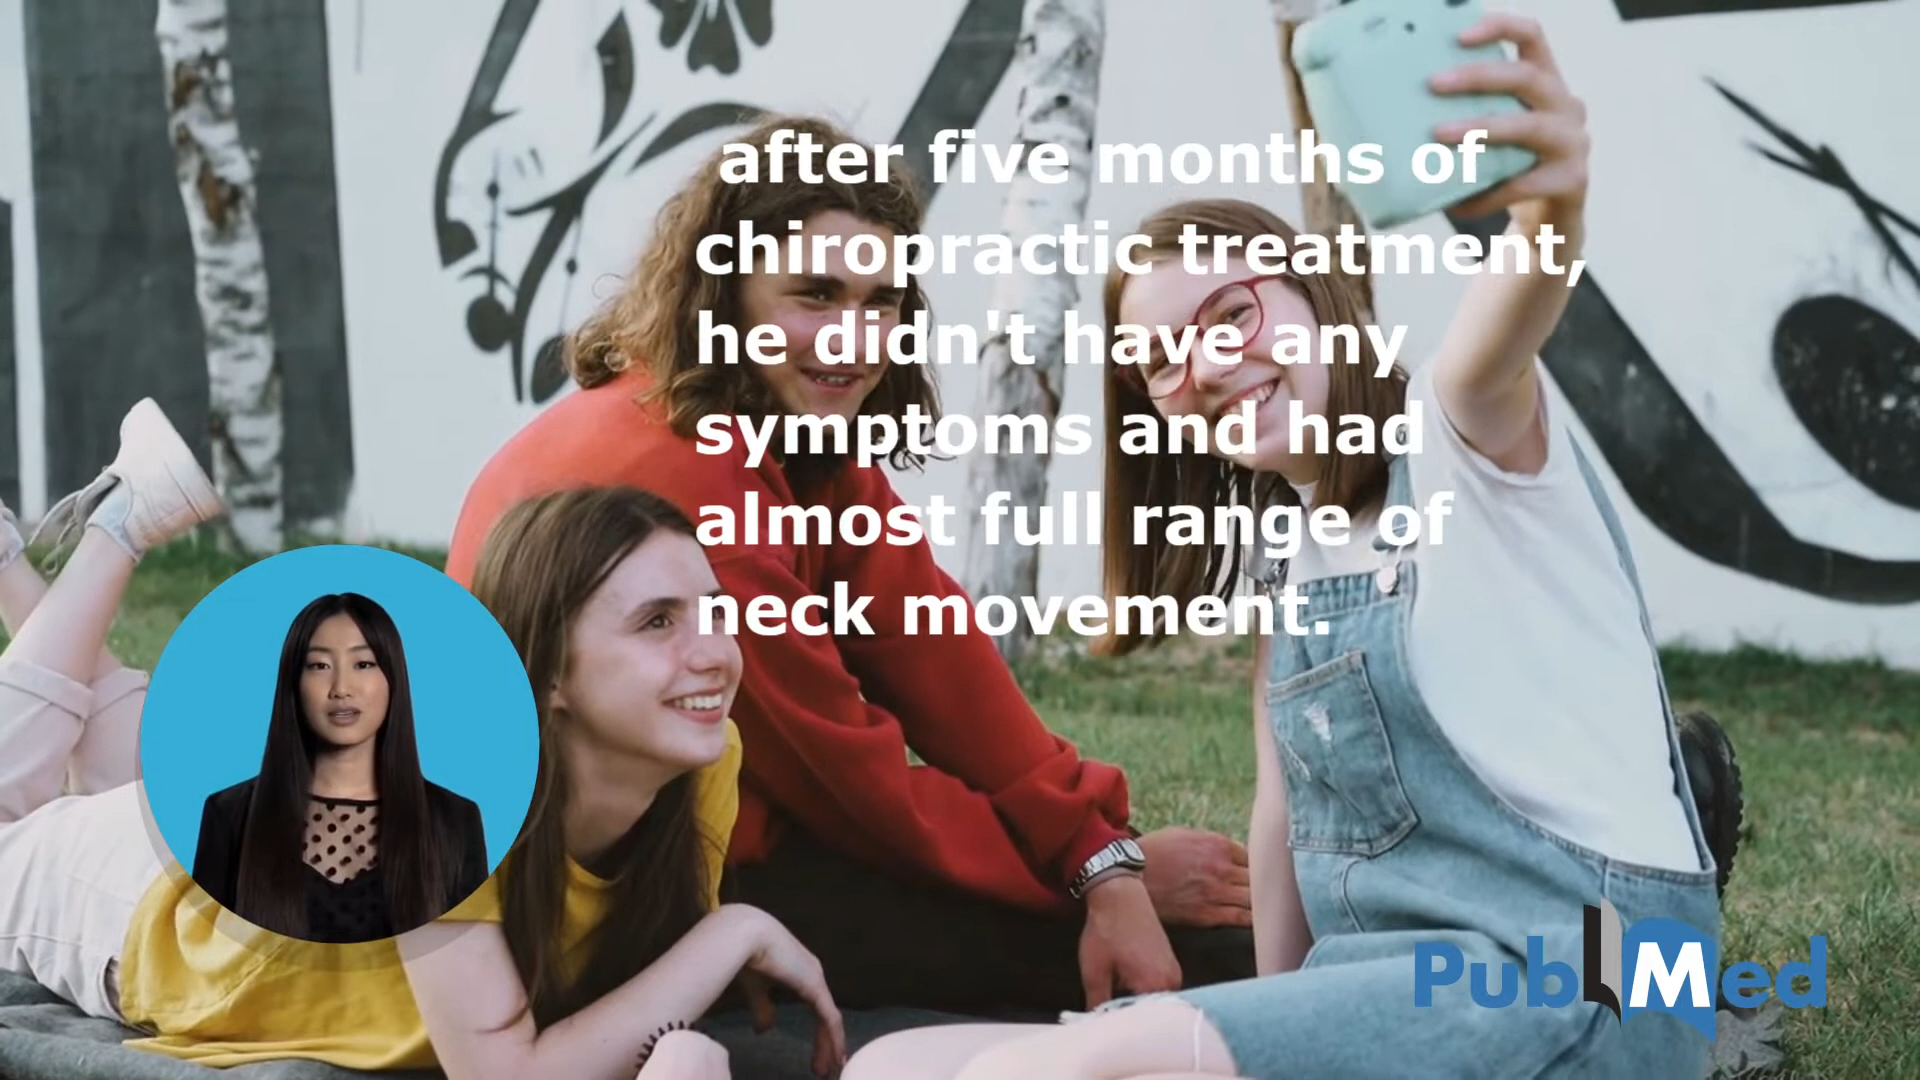 after five months of
chiropractic treatment,
he didn't have any
symptoms and had
almost full range of
neck movement.
PubMed